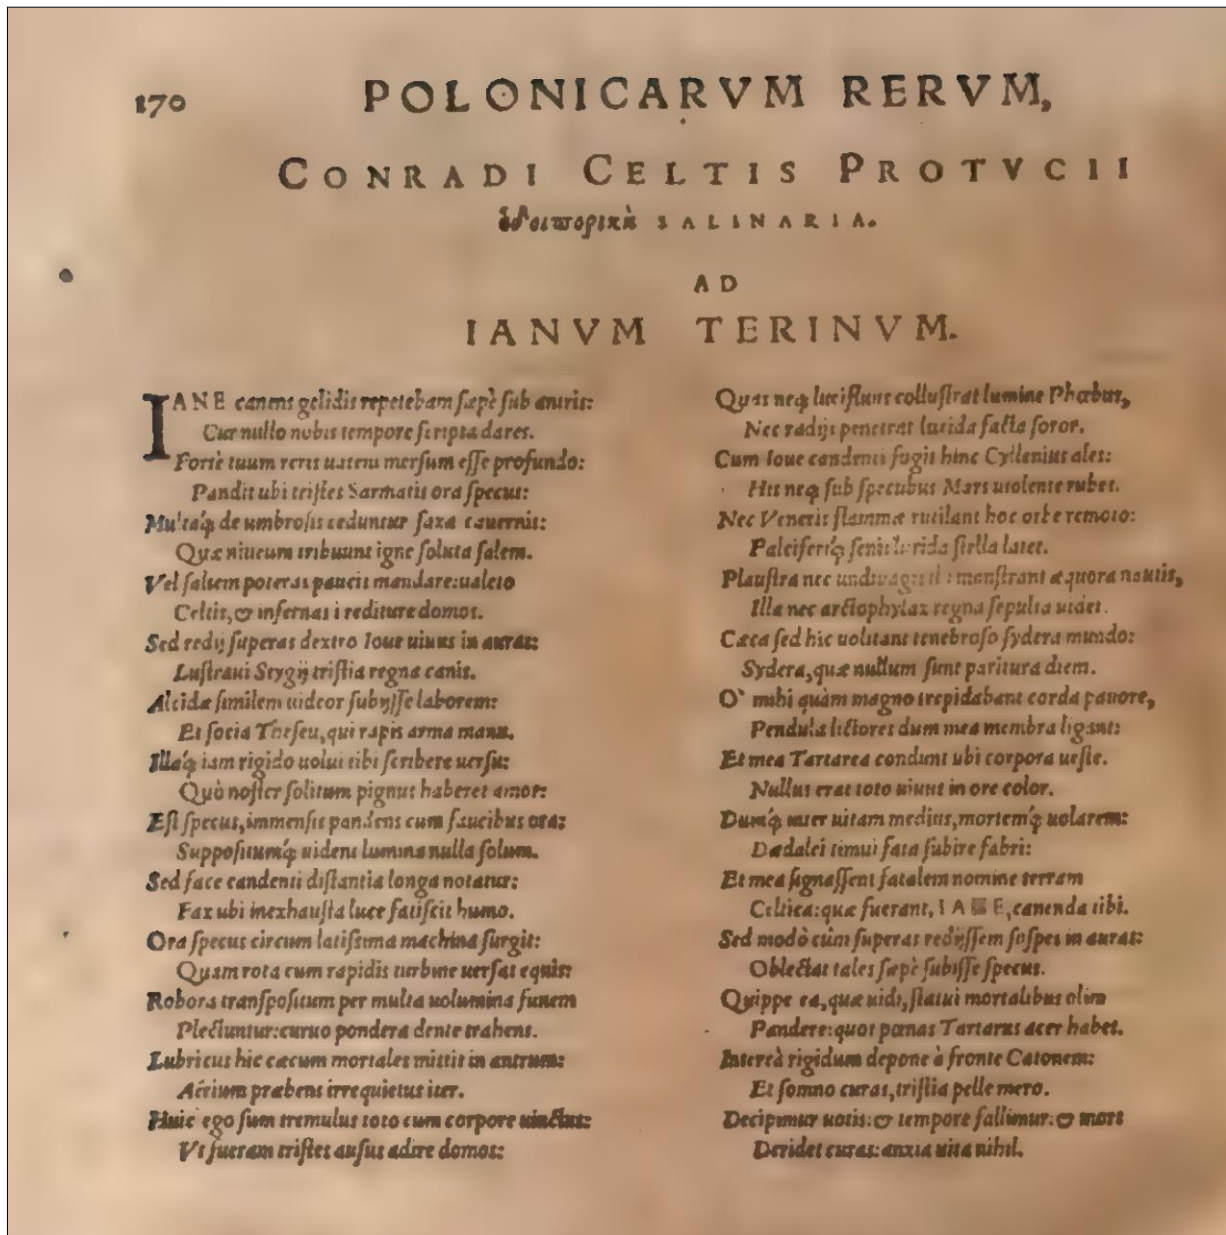 170
POLONICARVM RERVM,
CONRADI CELTIS PROTVCII
ὁδοιπορικὴ SALINARIA.
AD
IANVM TERINVM.
IANE canens gelidis repetebam sæpè sub antris:
Cur nullo nobis tempore scripta dares.
Fortè tuum reris uatem mersum esse profundo:
Pandit ubi tristes Sarmatis ora specus:
Multaq́; de umbrosis ceduntur saxa cauernis:
Quæ niueum tribuunt igne soluta salem.
Vel saltem poteras paucis mandare: ualeto
Celtis, & infernas i rediture domos.
Sed redij superas dextro Ioue uiuus in auras:
Lustraui Stygij tristia regna canis.
Alcidæ similem uideor subijsse laborem:
Et socia Theseu, qui rapis arma manu.
Illaq́; iam rigido uolui tibi scribere uersu:
Quò noster solitum pignus haberet amor:
Est specus, immensis pandens cum faucibus ora:
Suppositumq́; uidens lumina nulla solum.
Sed face candenti distantia longa notatur:
Fax ubi inexhausta luce fatiscit humo.
Ora specus circum latissima machina surgit:
Quam rota cum rapidis turbine uersat equis:
Robora transpositum per multa uolumina funem
Plectuntur: curuo pondera dente trahens.
Lubricus hic cæcum mortales mittit in antrum:
Aërium præbens irrequietus iter.
Huic ego sum tremulus toto cum corpore uinctus:
Vt fueram tristes ausus adire domos:
Quas neq; lucifluus collustrat lumine Phœbus,
Nec radijs penetrat lucida facta soror.
Cum Ioue candenti fugit hinc Cyllenius ales:
His neq; sub specubus Mars uiolente rubet.
Nec Veneris flammæ rutilant hoc orbe remoto:
Falciferiq́; senis lurida stella latet.
Plaustra nec undiuagis monstrant æquora nautis,
Illa nec arctophylax regna sepulta uidet.
Cæca sed hic uolitant tenebroso sydera mundo:
Sydera, quæ nullum sunt paritura diem.
O` mihi quàm magno trepidabant corda pauore,
Pendula lictores dum mea membra ligant:
Et mea Tartarea condunt ubi corpora ueste.
Nullus erat toto uiuus in ore color.
Dumq́; inter uitam medius, mortemq́; uolarem:
Dædalei timui fata subire fabri:
Et mea signassent fatalem nomine terram
Celtica: quæ fuerant, IANE, canenda tibi.
Sed modò cùm superas redijssem sospes in auras:
Oblectat tales sæpè subisse specus.
Quippe ea, quæ uidi, statui mortalibus olim
Pandere: quot pœnas Tartarus acer habet.
Intereà rigidum depone à fronte Catonem:
Et somno curas, tristia pelle mero.
Decipimur uotis: & tempore fallimur: & mors
Deridet curas: anxia uita nihil.